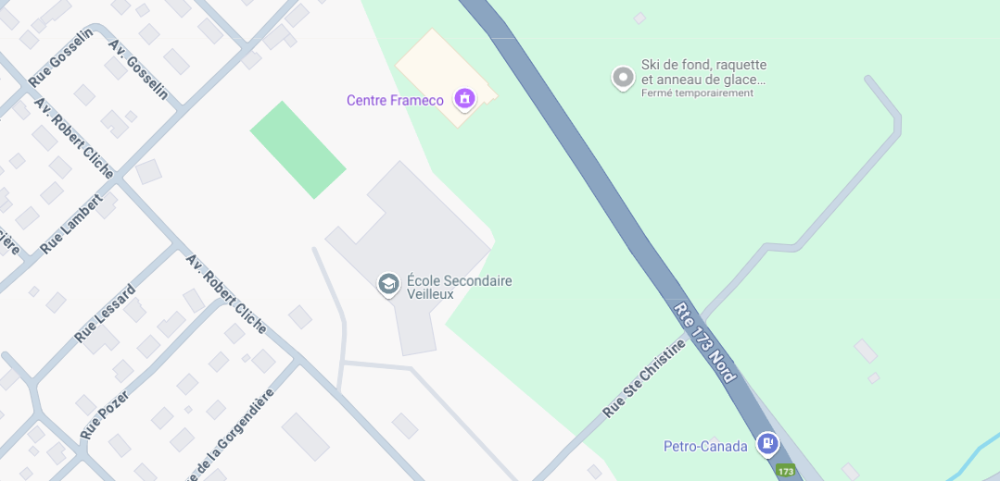 Rue Gosselin
Av. Gosselin
Ski de fond, raquette
et anneau de glace...
Fermé temporairement
Centre Frameco
Av. Robert Cliche
Rue Lambert
cière
École Secondaire
Veilleux
Av. Robert Cliche
Rue Lessard
Rte 173 Nord
Rue Ste Christine
Rue Pozer
e de la Gorgendière
Petro-Canada
173